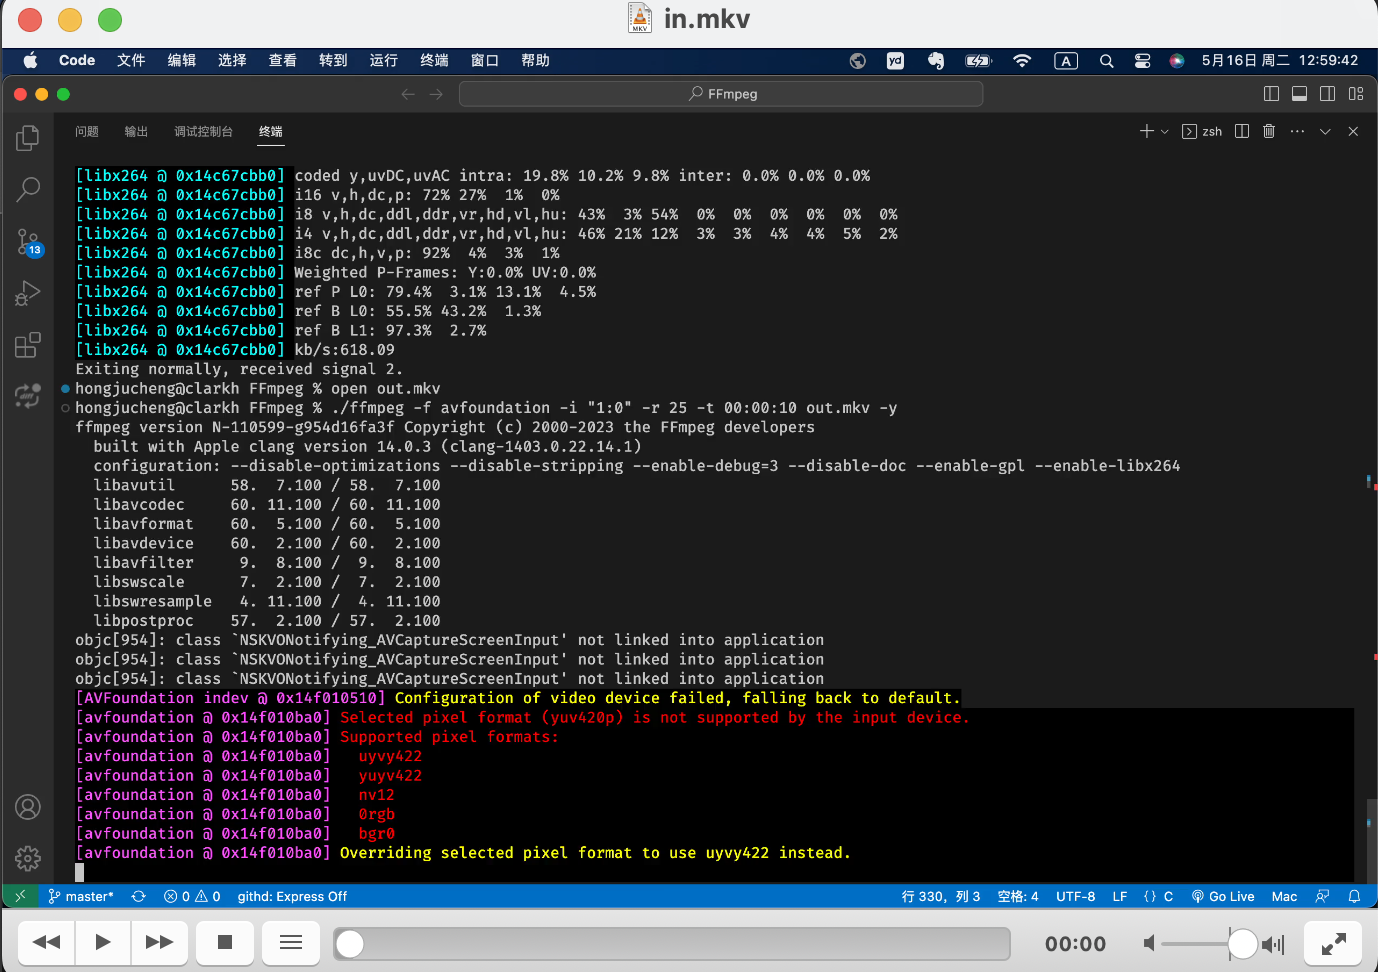 in.mkv
Code 文件 编辑 选择 查看 转到 运行 终端 窗口 帮助 yd A 5月16日 周二 12:59:42
FFmpeg
问题 输出 调试控制台 终端 zsh
[libx264 @ 0x14c67cbb0] coded y,uvDC,uvAC intra: 19.8% 10.2% 9.8% inter: 0.0% 0.0% 0.0%
[libx264 @ 0x14c67cbb0] i16 v,h,dc,p: 72% 27%  1%  0%
[libx264 @ 0x14c67cbb0] i8 v,h,dc,ddl,ddr,vr,hd,vl,hu: 43%  3% 54%  0%  0%  0%  0%  0%  0%
[libx264 @ 0x14c67cbb0] i4 v,h,dc,ddl,ddr,vr,hd,vl,hu: 46% 21% 12%  3%  3%  4%  4%  5%  2%
[libx264 @ 0x14c67cbb0] i8c dc,h,v,p: 92%  4%  3%  1%
[libx264 @ 0x14c67cbb0] Weighted P-Frames: Y:0.0% UV:0.0%
[libx264 @ 0x14c67cbb0] ref P L0: 79.4%  3.1% 13.1%  4.5%
[libx264 @ 0x14c67cbb0] ref B L0: 55.5% 43.2%  1.3%
[libx264 @ 0x14c67cbb0] ref B L1: 97.3%  2.7%
[libx264 @ 0x14c67cbb0] kb/s:618.09
Exiting normally, received signal 2.
hongjucheng@clarkh FFmpeg % open out.mkv
hongjucheng@clarkh FFmpeg % ./ffmpeg -f avfoundation -i "1:0" -r 25 -t 00:00:10 out.mkv -y
ffmpeg version N-110599-g954d16fa3f Copyright (c) 2000-2023 the FFmpeg developers
built with Apple clang version 14.0.3 (clang-1403.0.22.14.1)
configuration: --disable-optimizations --disable-stripping --enable-debug=3 --disable-doc --enable-gpl --enable-libx264
libavutil      58.  7.100 / 58.  7.100
libavcodec     60. 11.100 / 60. 11.100
libavformat    60.  5.100 / 60.  5.100
libavdevice    60.  2.100 / 60.  2.100
libavfilter     9.  8.100 /  9.  8.100
libswscale      7.  2.100 /  7.  2.100
libswresample   4. 11.100 /  4. 11.100
libpostproc    57.  2.100 / 57.  2.100
objc[954]: class `NSKVONotifying_AVCaptureScreenInput' not linked into application
objc[954]: class `NSKVONotifying_AVCaptureScreenInput' not linked into application
objc[954]: class `NSKVONotifying_AVCaptureScreenInput' not linked into application
[AVFoundation indev @ 0x14f010510] Configuration of video device failed, falling back to default.
[avfoundation @ 0x14f010ba0] Selected pixel format (yuv420p) is not supported by the input device.
[avfoundation @ 0x14f010ba0] Supported pixel formats:
[avfoundation @ 0x14f010ba0]   uyvy422
[avfoundation @ 0x14f010ba0]   yuyv422
[avfoundation @ 0x14f010ba0]   nv12
[avfoundation @ 0x14f010ba0]   0rgb
[avfoundation @ 0x14f010ba0]   bgr0
[avfoundation @ 0x14f010ba0] Overriding selected pixel format to use uyvy422 instead.
13
master* 0 0 githd: Express Off 行 330, 列 3 空格: 4 UTF-8 LF {} C Go Live Mac
00:00